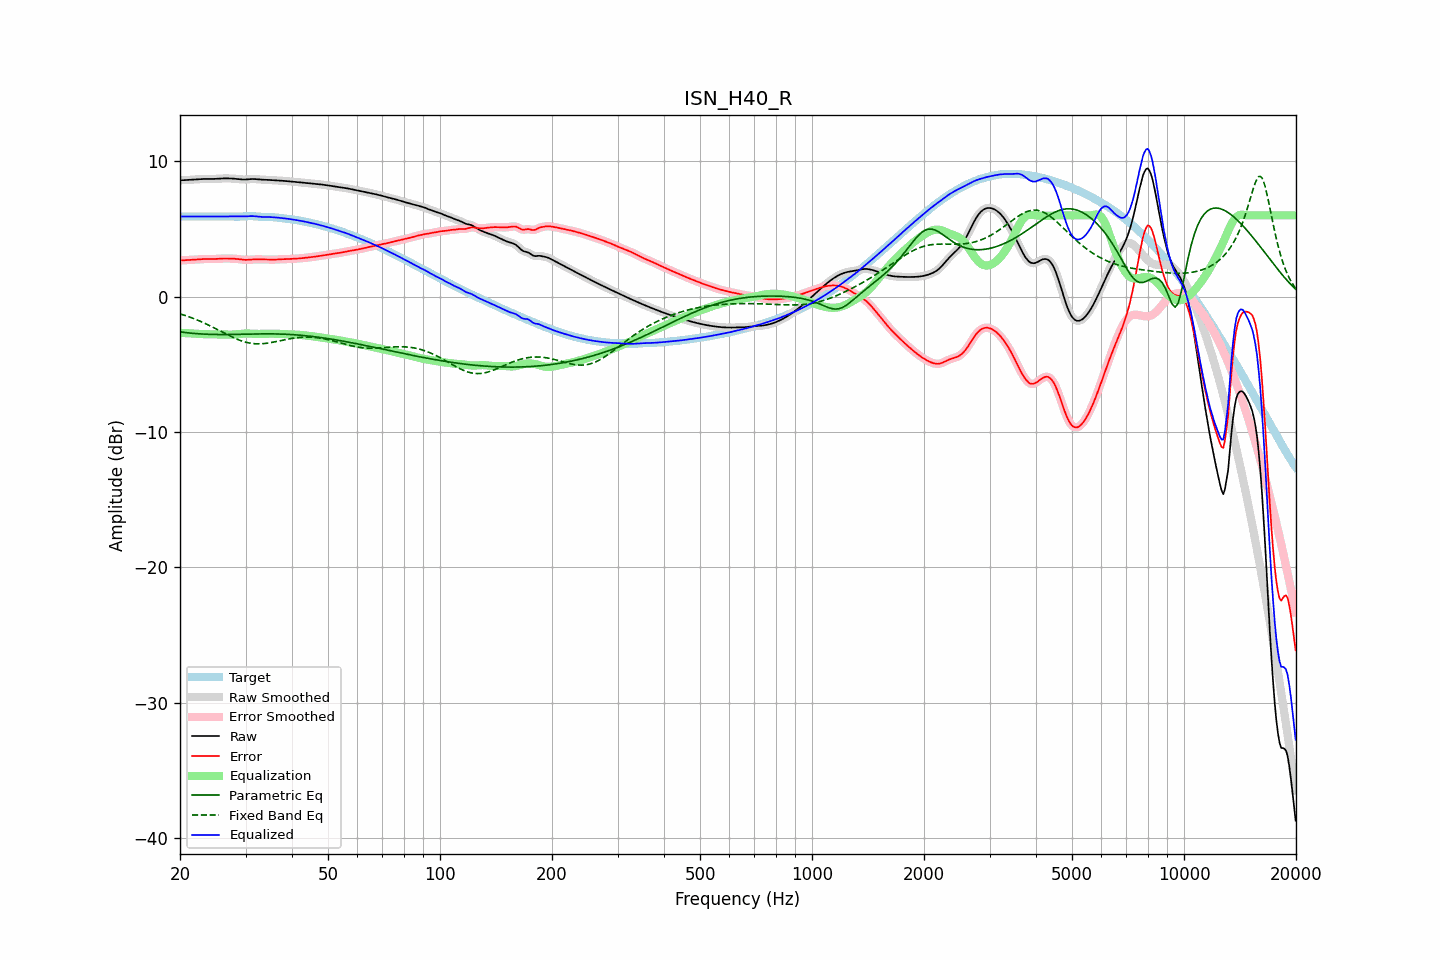 ISN_H40_R
Amplitude (dBr)
10
0
−10
−20
−30
−40
Target
Raw Smoothed
Error Smoothed
Raw
Error
Equalization
Parametric Eq
Fixed Band Eq
Equalized
20 50 100 200 500 1000 2000 5000 10000 20000
Frequency (Hz)